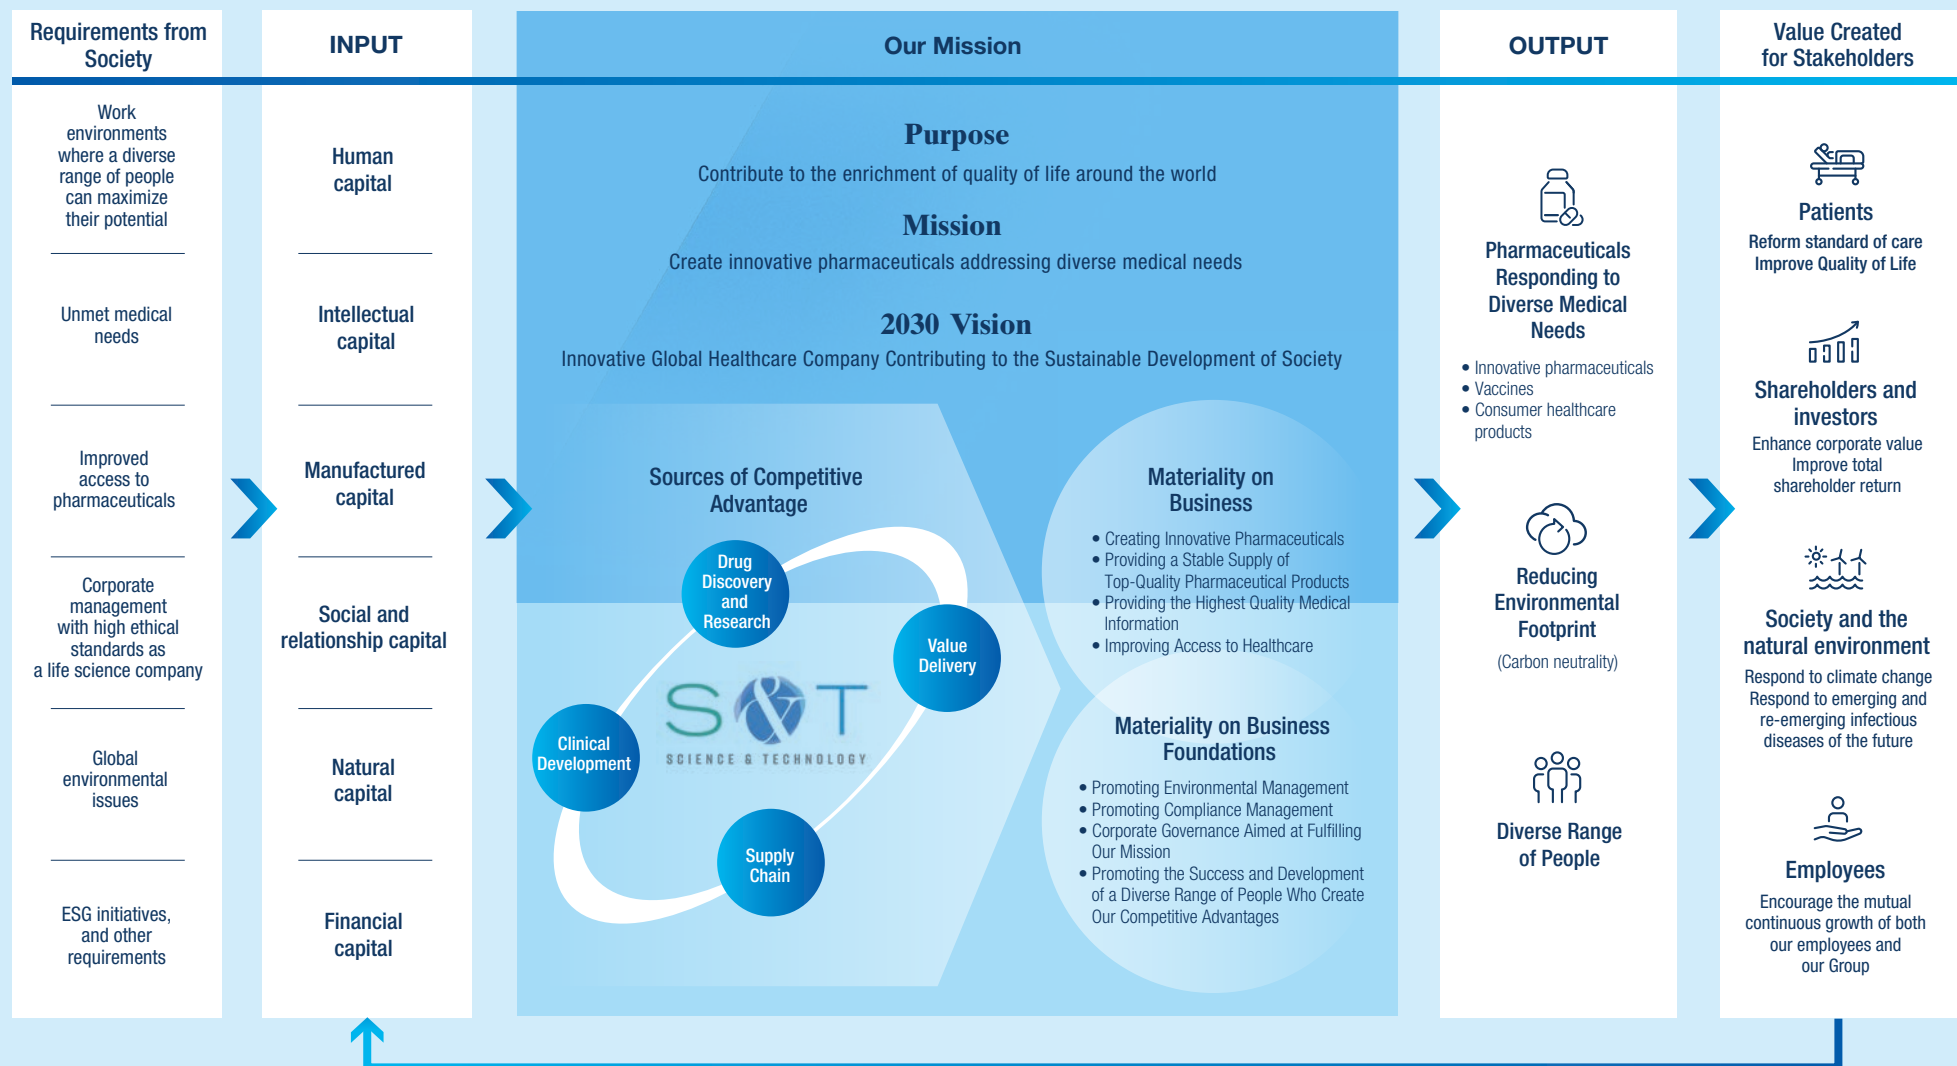 Requirements from
Society
Work
environments
where a diverse
range of people
can maximize
their potential
Unmet medical
needs
Improved
access to
pharmaceuticals
Corporate
management
with high ethical
standards as
a life science company
Global
environmental
issues
ESG initiatives,
and other
requirements
INPUT
Human
capital
Intellectual
capital
Manufactured
capital
Social and
relationship capital
Natural
capital
Financial
capital
Our Mission
Purpose
Contribute to the enrichment of quality of life around the world
Mission
Create innovative pharmaceuticals addressing diverse medical needs
2030 Vision
Innovative Global Healthcare Company Contributing to the Sustainable Development of Society
Sources of Competitive
Advantage
Drug
Discovery
and
Research
Value
Delivery
S&T
SCIENCE & TECHNOLOGY
Clinical
Development
Supply
Chain
Materiality on
Business
• Creating Innovative Pharmaceuticals
• Providing a Stable Supply of
Top-Quality Pharmaceutical Products
• Providing the Highest Quality Medical
Information
• Improving Access to Healthcare
Materiality on Business
Foundations
• Promoting Environmental Management
• Promoting Compliance Management
• Corporate Governance Aimed at Fulfilling
Our Mission
• Promoting the Success and Development
of a Diverse Range of People Who Create
Our Competitive Advantages
OUTPUT
Pharmaceuticals
Responding to
Diverse Medical
Needs
• Innovative pharmaceuticals
• Vaccines
• Consumer healthcare
products
Reducing
Environmental
Footprint
(Carbon neutrality)
Diverse Range
of People
Value Created
for Stakeholders
Patients
Reform standard of care
Improve Quality of Life
Shareholders and
investors
Enhance corporate value
Improve total
shareholder return
Society and the
natural environment
Respond to climate change
Respond to emerging and
re-emerging infectious
diseases of the future
Employees
Encourage the mutual
continuous growth of both
our employees and
our Group